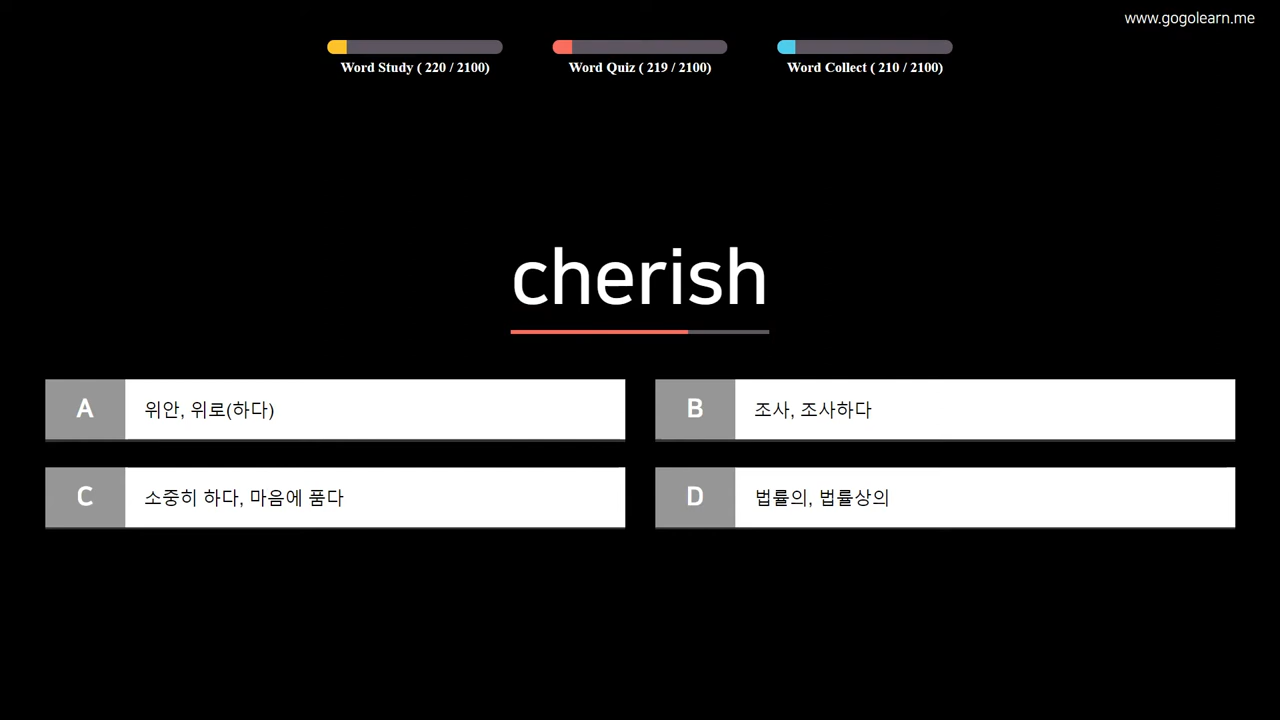 www.gogolearn.me
Word Study ( 220 / 2100)
Word Quiz ( 219 / 2100)
Word Collect ( 210 / 2100)
cherish
A 위안, 위로(하다)
B 조사, 조사하다
C 소중히 하다, 마음에 품다
D 법률의, 법률상의